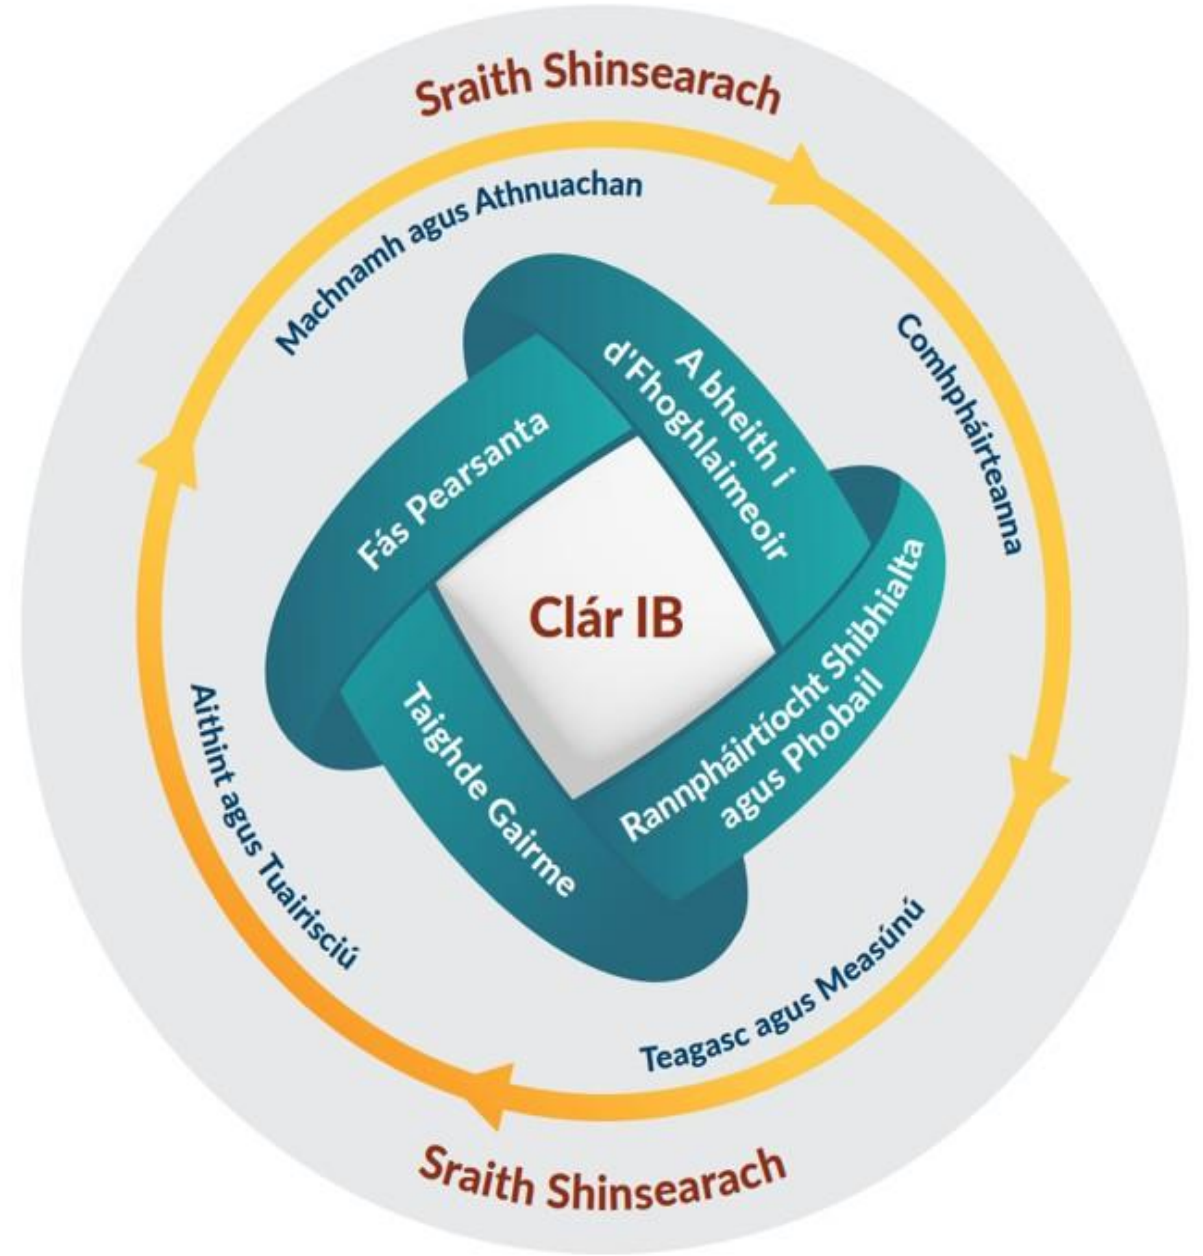 Sraith Shinsearach
Machnamh agus Athnuachan
Comhpháirteanna
A bheith i
d'Fhoghlaimeoir
Fás Pearsanta
Clár IB
Rannpháirtíocht Shibhialta
agus Phobail
Taighde Gairme
Aithint agus Tuairisciú
Teagasc agus Measúnú
Sraith Shinsearach